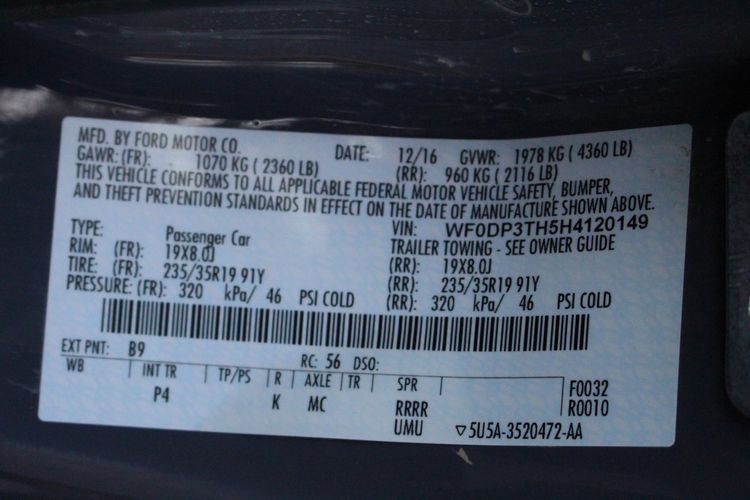 MFD. BY FORD MOTOR CO. DATE: 12/16 GVWR: 1978 KG ( 4360 LB)
GAWR: (FR): 1070 KG ( 2360 LB) (RR): 960 KG ( 2116 LB)
THIS VEHICLE CONFORMS TO ALL APPLICABLE FEDERAL MOTOR VEHICLE SAFETY, BUMPER,
AND THEFT PREVENTION STANDARDS IN EFFECT ON THE DATE OF MANUFACTURE SHOWN ABOVE.
VIN: WF0DP3TH5H4120149
TYPE: Passenger Car TRAILER TOWING - SEE OWNER GUIDE
RIM: (FR): 19X8.0J (RR): 19X8.0J
TIRE: (FR): 235/35R19 91Y (RR): 235/35R19 91Y
PRESSURE: (FR): 320 kPa/ 46 PSI COLD (RR): 320 kPa/ 46 PSI COLD
EXT PNT: B9 RC: 56 DSO:
WB INT TR TP/PS R AXLE TR SPR F0032
P4 K MC RRRR R0010
UMU ▽5U5A-3520472-AA